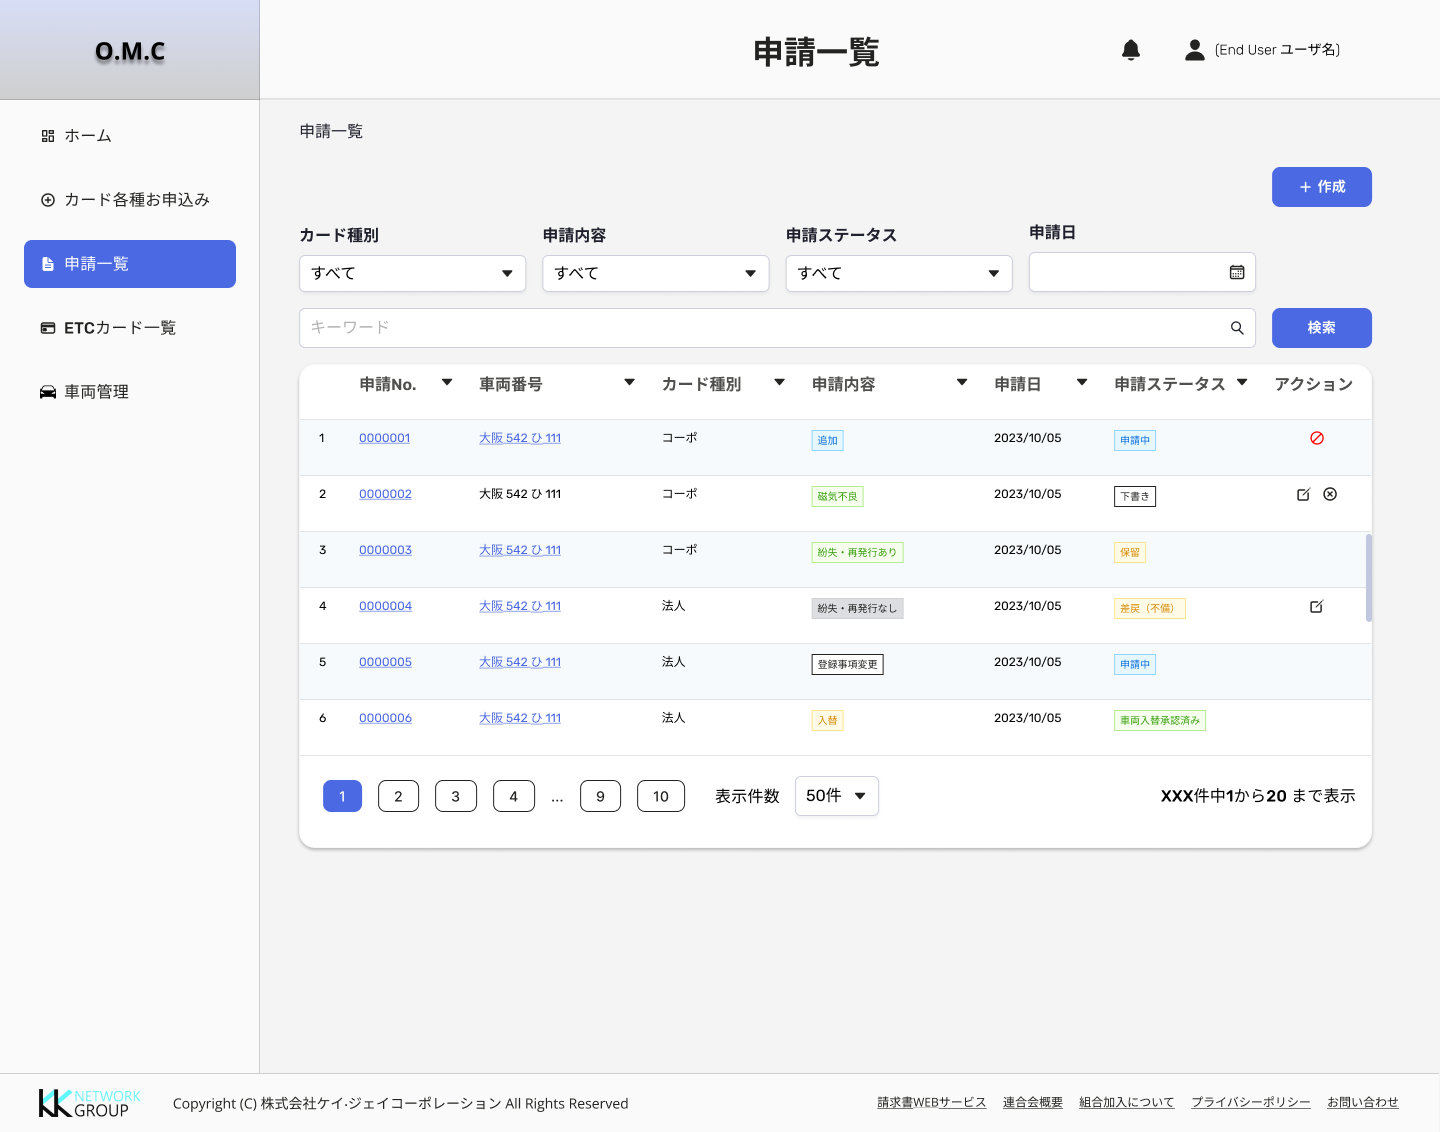 O.M.C
申請一覧
(End User ユーザ名)
ホーム
カード各種お申込み
申請一覧
ETCカード一覧
車両管理
申請一覧
作成
カード種別
申請内容
申請ステータス
申請日
すべて
すべて
すべて
キーワード
検索
申請No. 車両番号 カード種別 申請内容 申請日 申請ステータス アクション
1 0000001 大阪 542 ひ 111 コーポ 追加 2023/10/05 申請中
2 0000002 大阪 542 ひ 111 コーポ 磁気不良 2023/10/05 下書き
3 0000003 大阪 542 ひ 111 コーポ 紛失・再発行あり 2023/10/05 保留
4 0000004 大阪 542 ひ 111 法人 紛失・再発行なし 2023/10/05 差戻（不備）
5 0000005 大阪 542 ひ 111 法人 登録事項変更 2023/10/05 申請中
6 0000006 大阪 542 ひ 111 法人 入替 2023/10/05 車両入替承認済み
1 2 3 4 ... 9 10 表示件数 50件 XXX件中1から20 まで表示
KK NETWORK GROUP
Copyright (C) 株式会社ケイ･ジェイコーポレーション All Rights Reserved
請求書WEBサービス 連合会概要 組合加入について プライバシーポリシー お問い合わせ